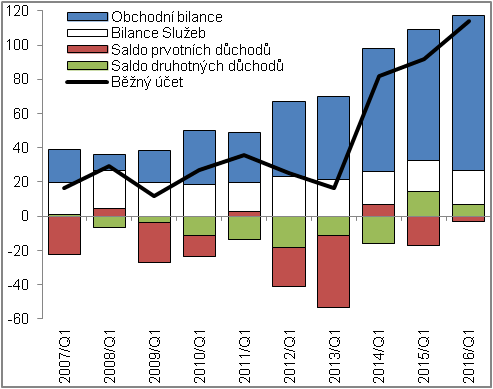 120
100
80
60
40
20
0
-20
-40
-60
Obchodní bilance
Bilance Služeb
Saldo prvotních důchodů
Saldo druhotných důchodů
Běžný účet
2007/Q1
2008/Q1
2009/Q1
2010/Q1
2011/Q1
2012/Q1
2013/Q1
2014/Q1
2015/Q1
2016/Q1